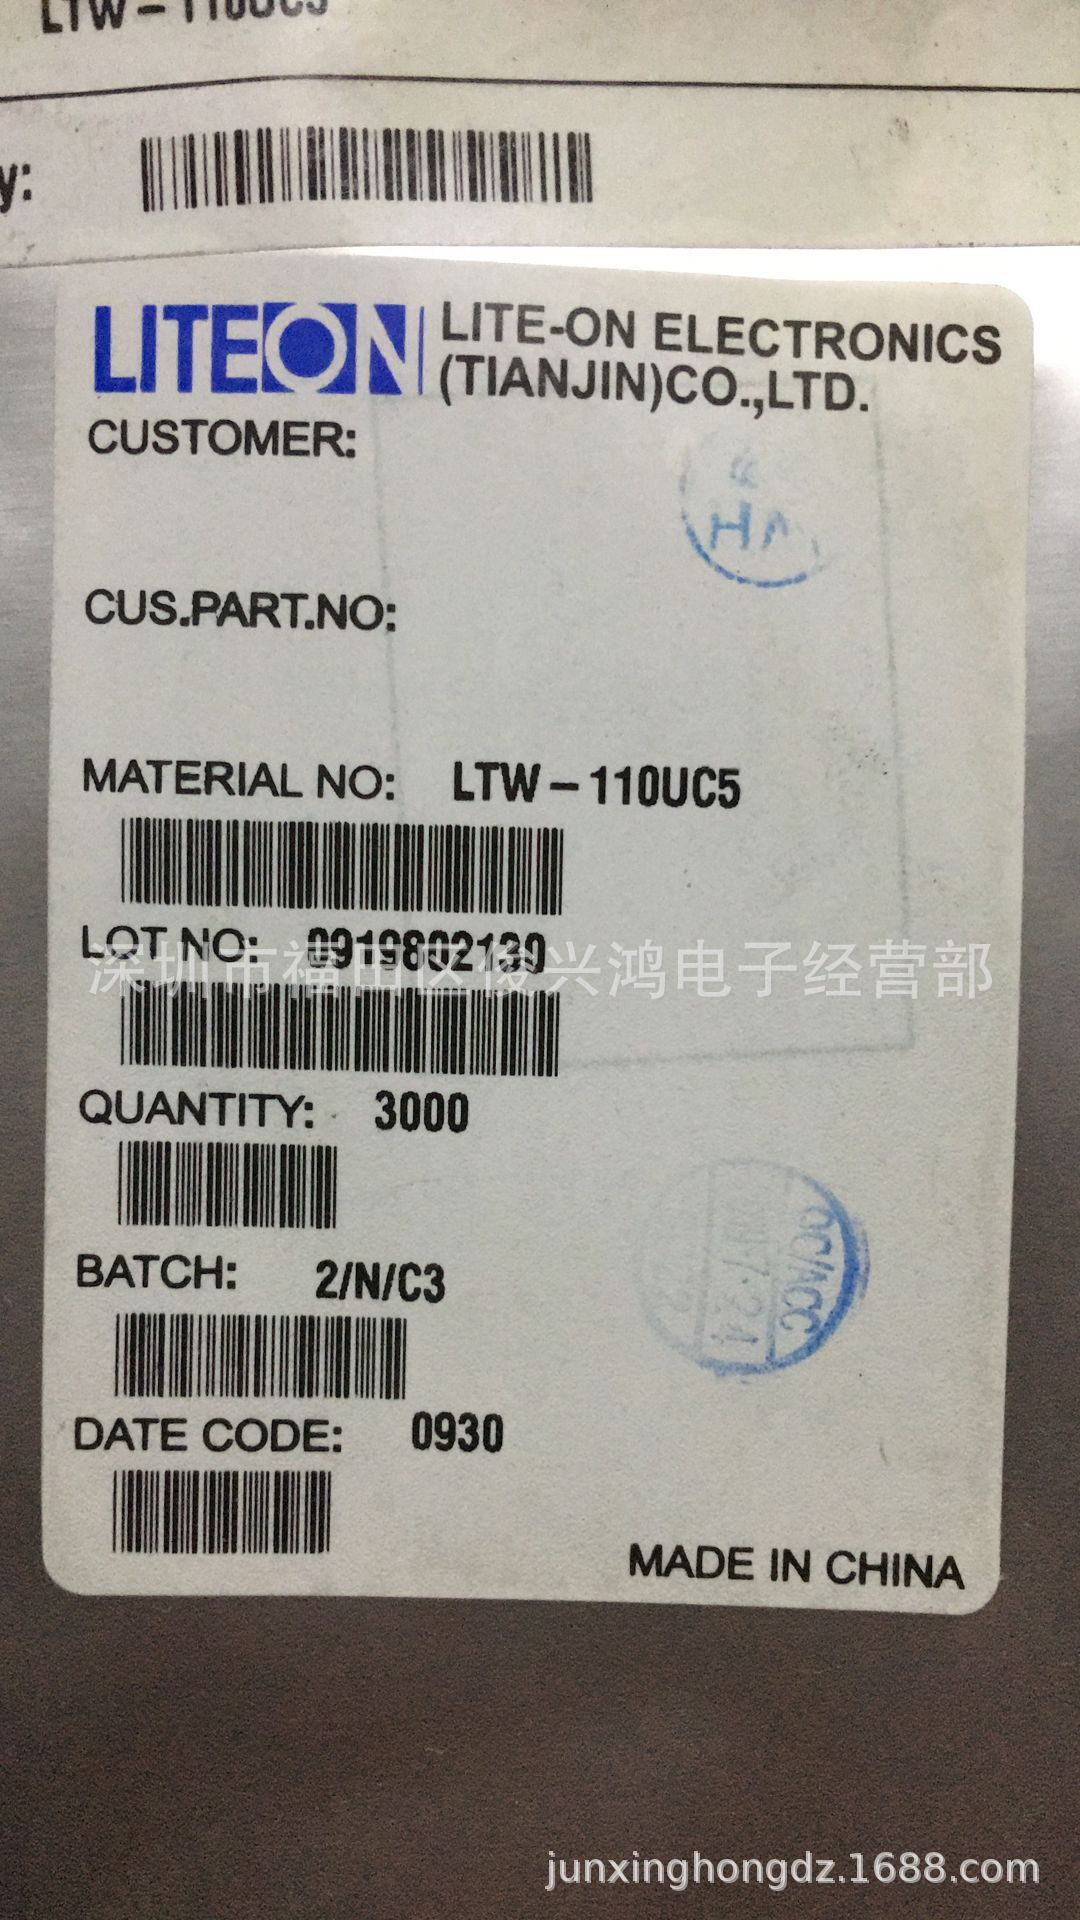 LTW-110UC5
y:
LITEON
LITE-ON ELECTRONICS
(TIANJIN)CO.,LTD.
CUSTOMER:
CUS.PART.NO:
MATERIAL NO: LTW-110UC5
LOT NO: 0919802130
深圳市福田区俊兴鸿电子经营部
QUANTITY: 3000
BATCH: 2/N/C3
DATE CODE: 0930
QC/ACC
MADE IN CHINA
junxinghongdz.1688.com